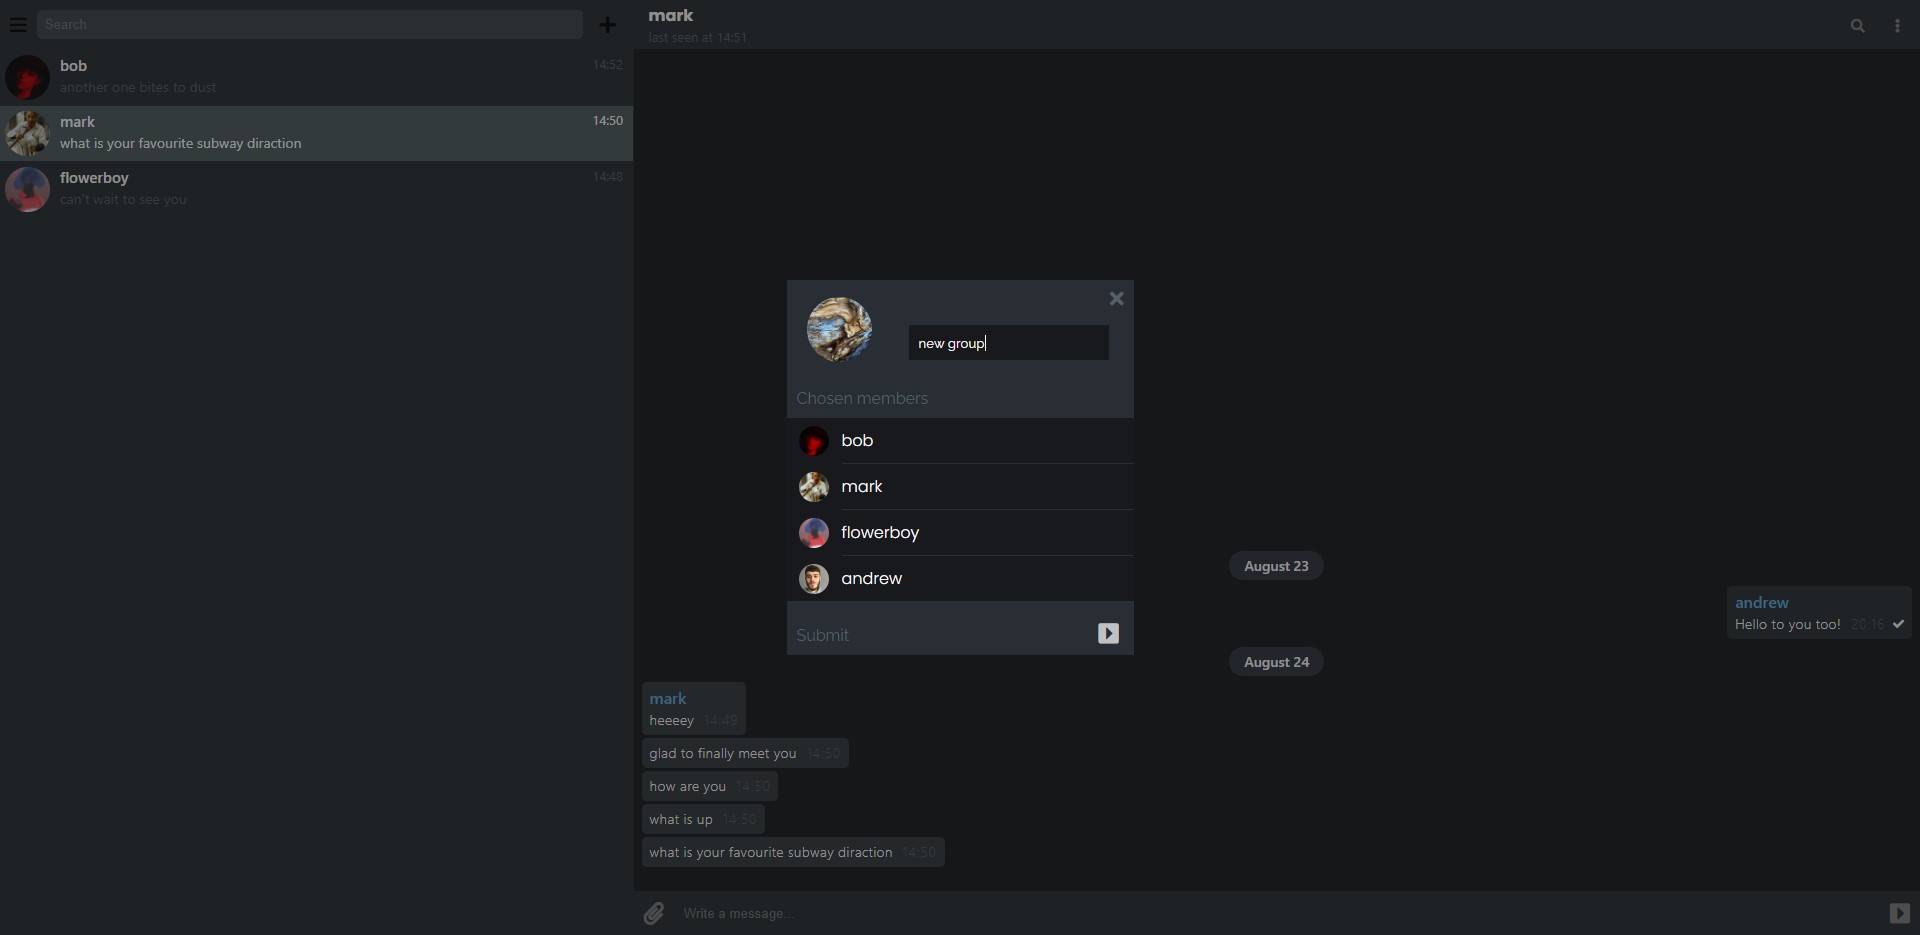 Search
bob
14:52
another one bites to dust
mark
14:50
what is your favourite subway diraction
flowerboy
14:48
can't wait to see you
mark
last seen at 14:51
new group
Chosen members
bob
mark
flowerboy
andrew
Submit
August 23
andrew
Hello to you too! 20:16
August 24
mark
heeeey 14:49
glad to finally meet you 14:50
how are you 14:50
what is up 14:50
what is your favourite subway diraction 14:50
Write a message...